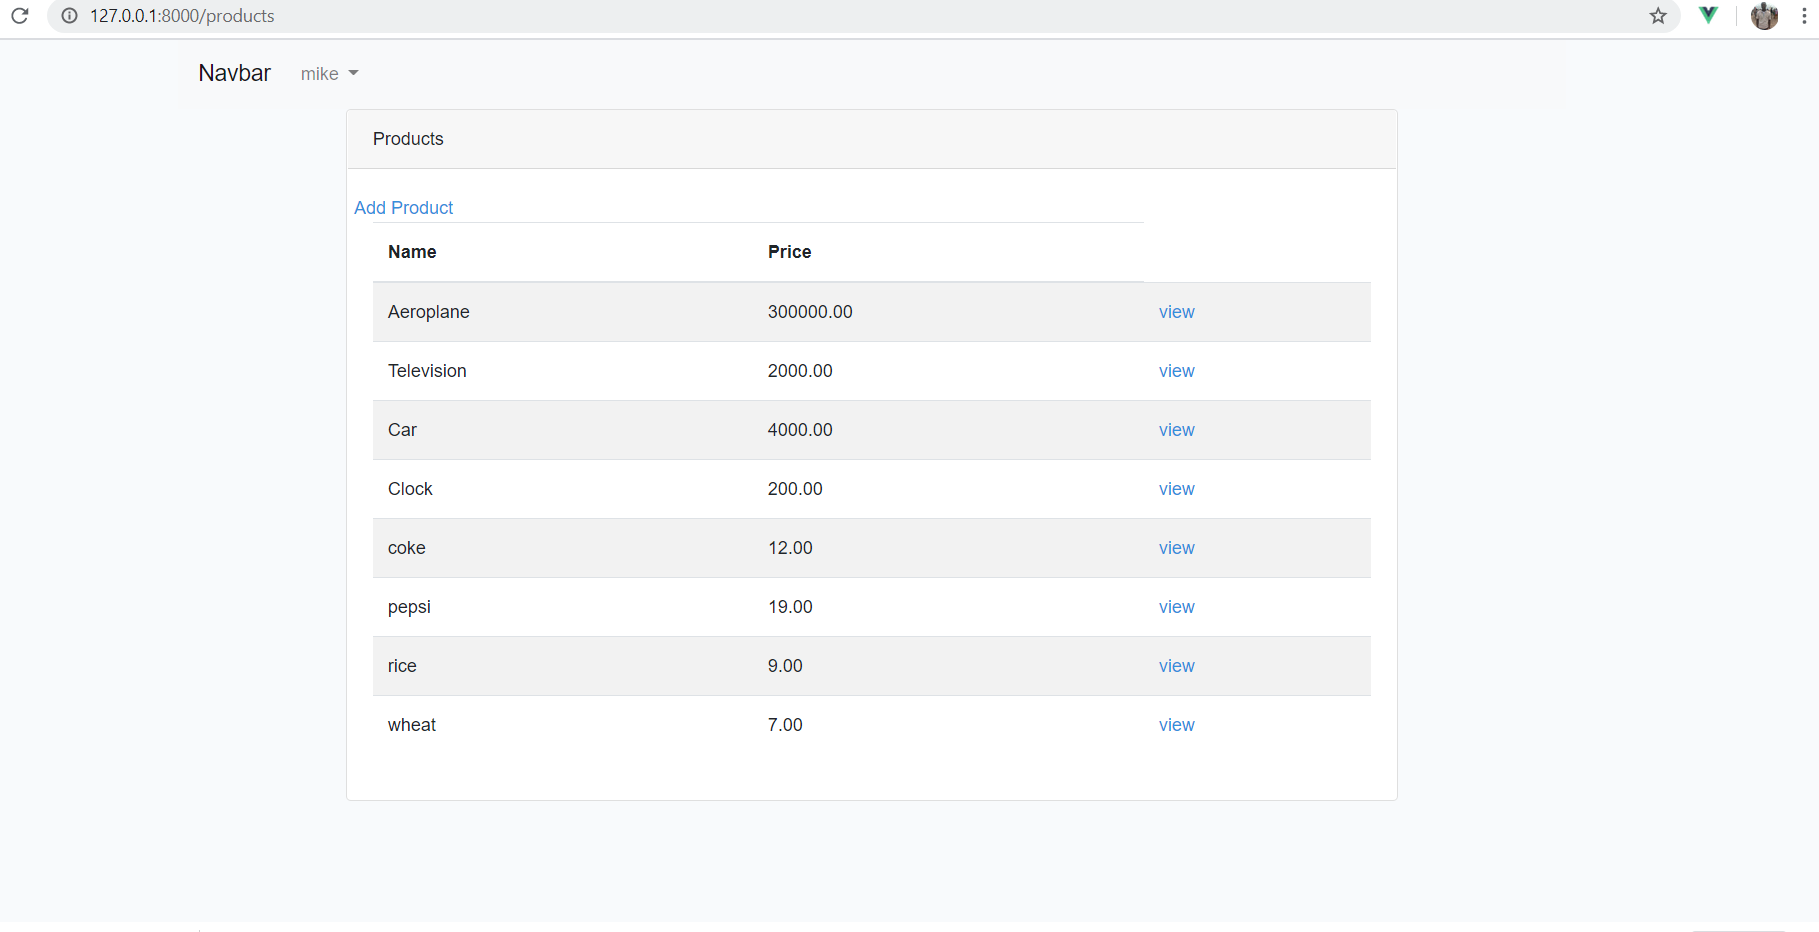 127.0.0.1:8000/products
Navbar mike
Products
Add Product
Name Price
Aeroplane 300000.00 view
Television 2000.00 view
Car 4000.00 view
Clock 200.00 view
coke 12.00 view
pepsi 19.00 view
rice 9.00 view
wheat 7.00 view